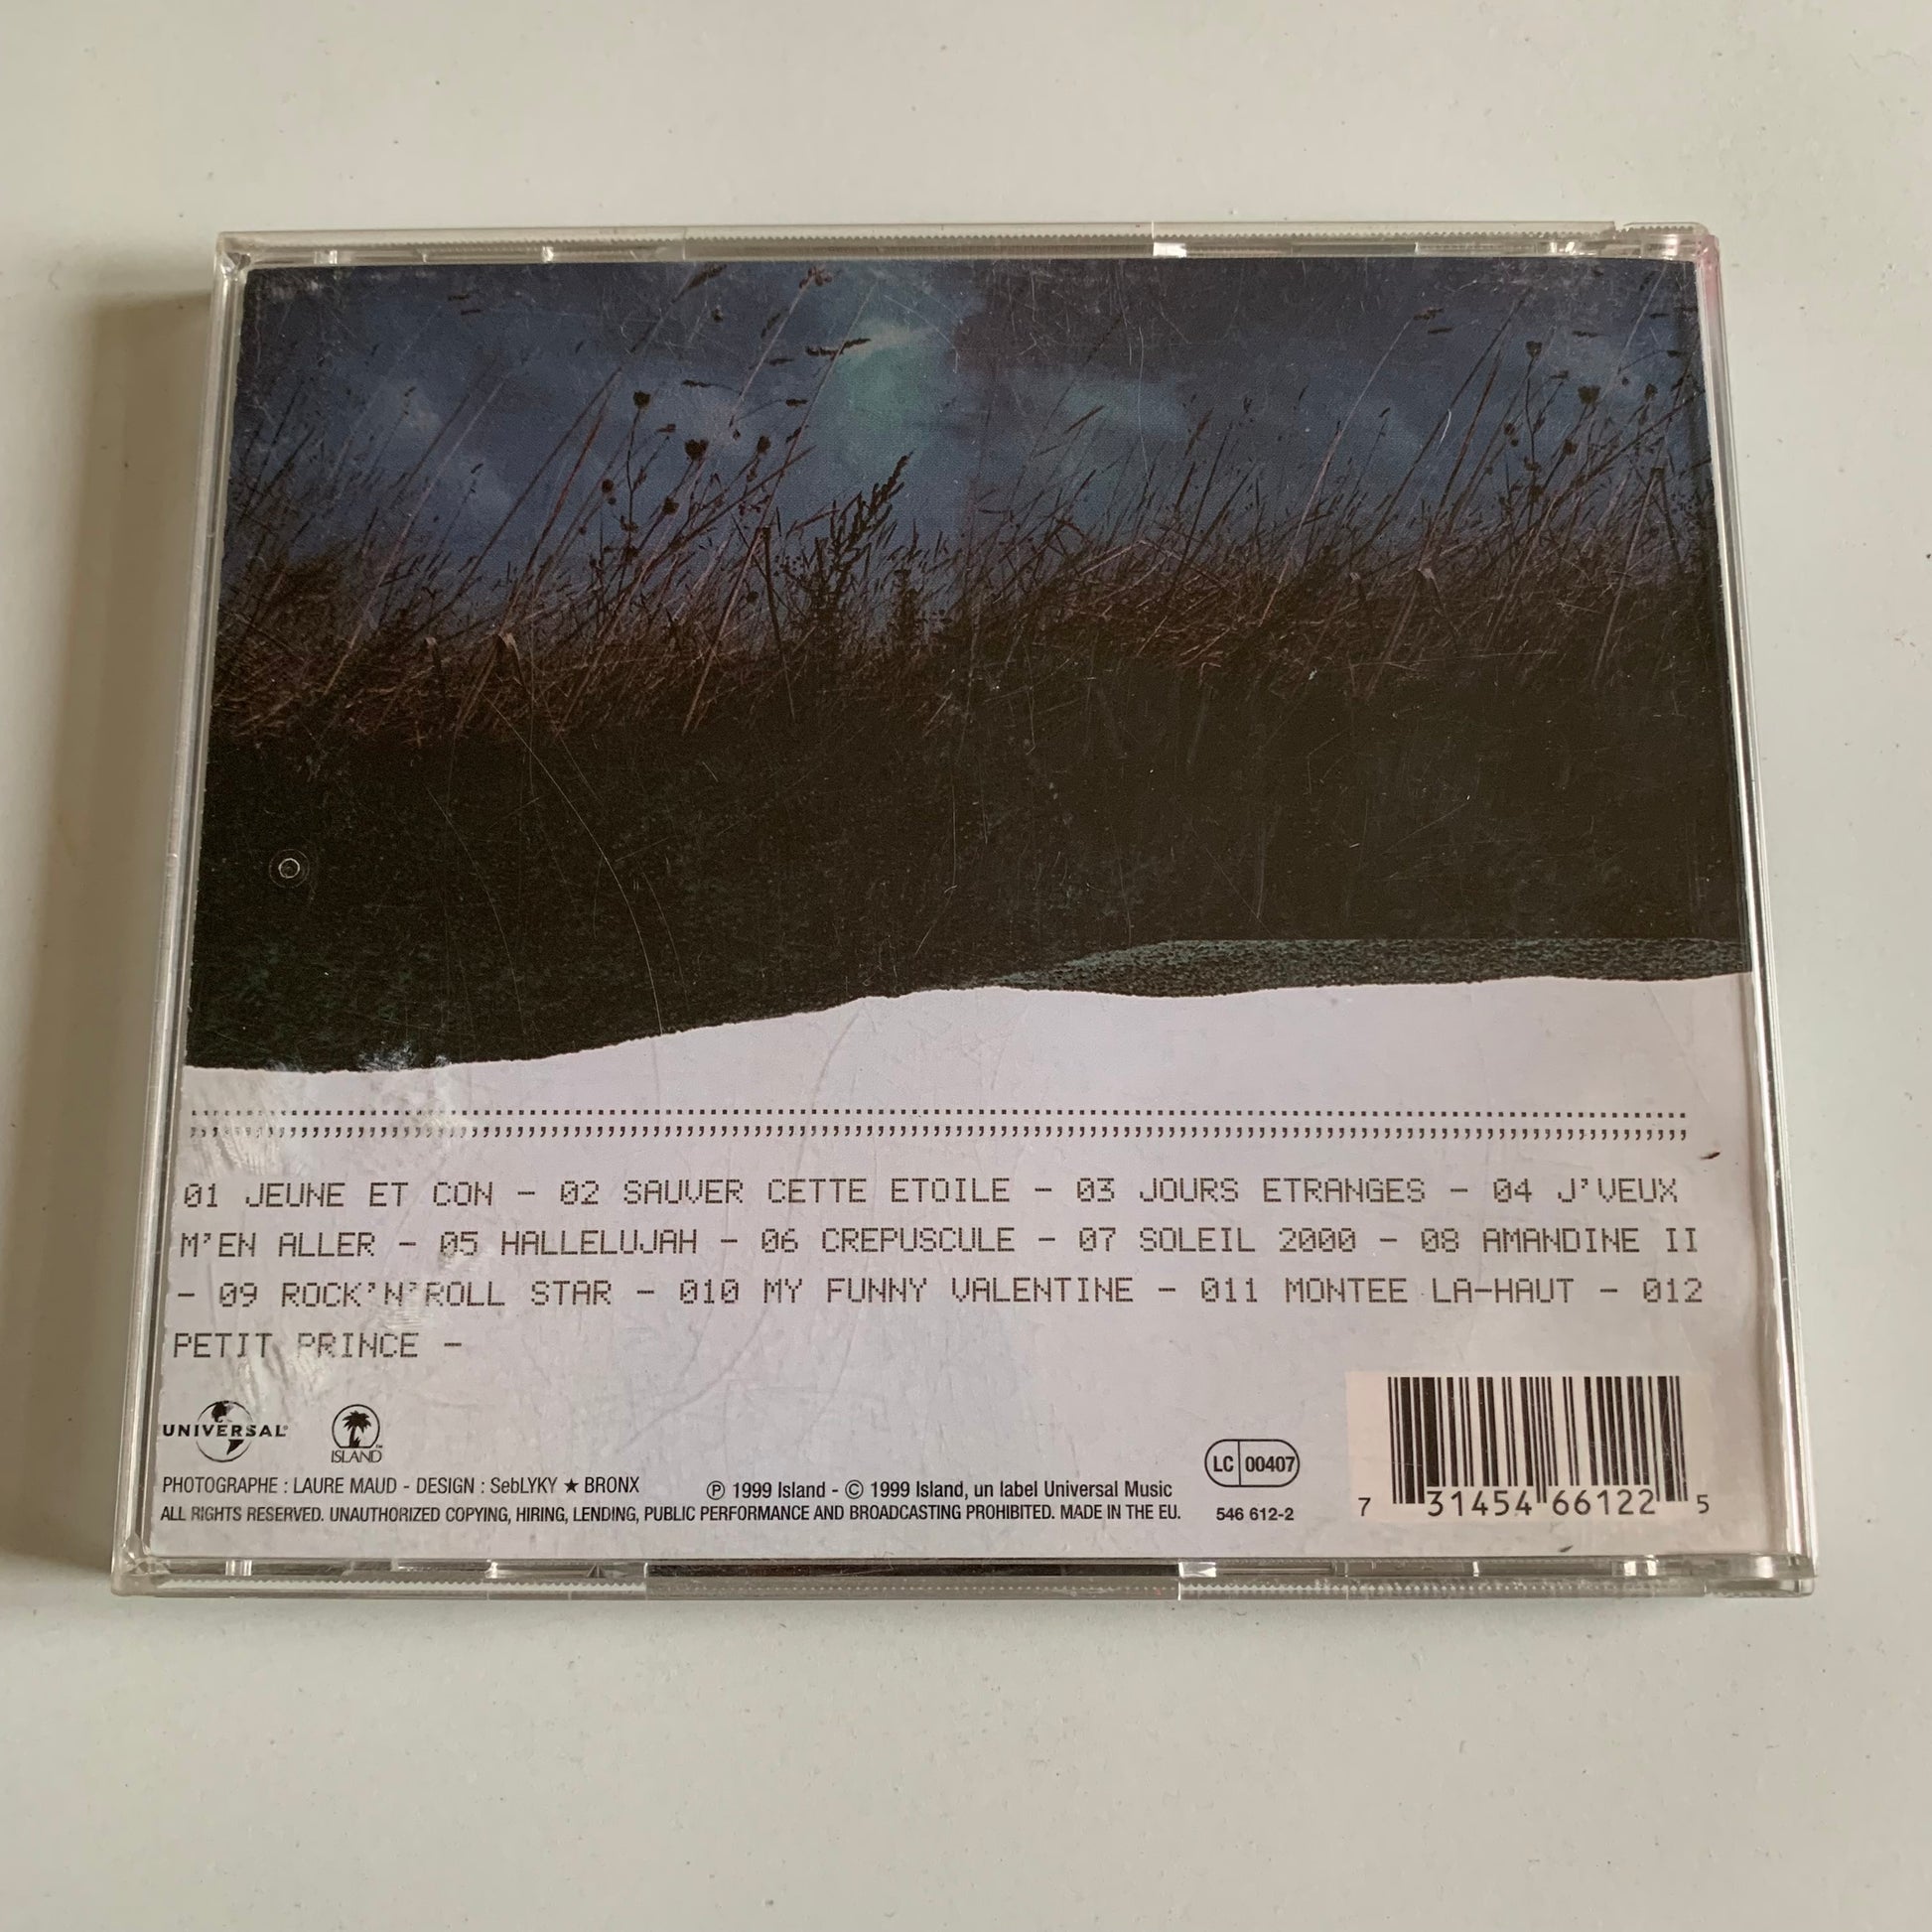 01 JEUNE ET CON - 02 SAUVER CETTE ETOILE - 03 JOURS ETRANGES - 04 J'VEUX
M'EN ALLER - 05 HALLELUJAH - 06 CREPUSCULE - 07 SOLEIL 2000 - 08 AMANDINE II
- 09 ROCK'N'ROLL STAR - 010 MY FUNNY VALENTINE - 011 MONTEE LA-HAUT - 012
PETIT PRINCE -
UNIVERSAL
ISLAND™
PHOTOGRAPHE : LAURE MAUD - DESIGN : SebLYKY ★ BRONX
℗ 1999 Island - © 1999 Island, un label Universal Music
ALL RIGHTS RESERVED. UNAUTHORIZED COPYING, HIRING, LENDING, PUBLIC PERFORMANCE AND BROADCASTING PROHIBITED. MADE IN THE EU.
LC 00407
546 612-2
7 31454 66122 5